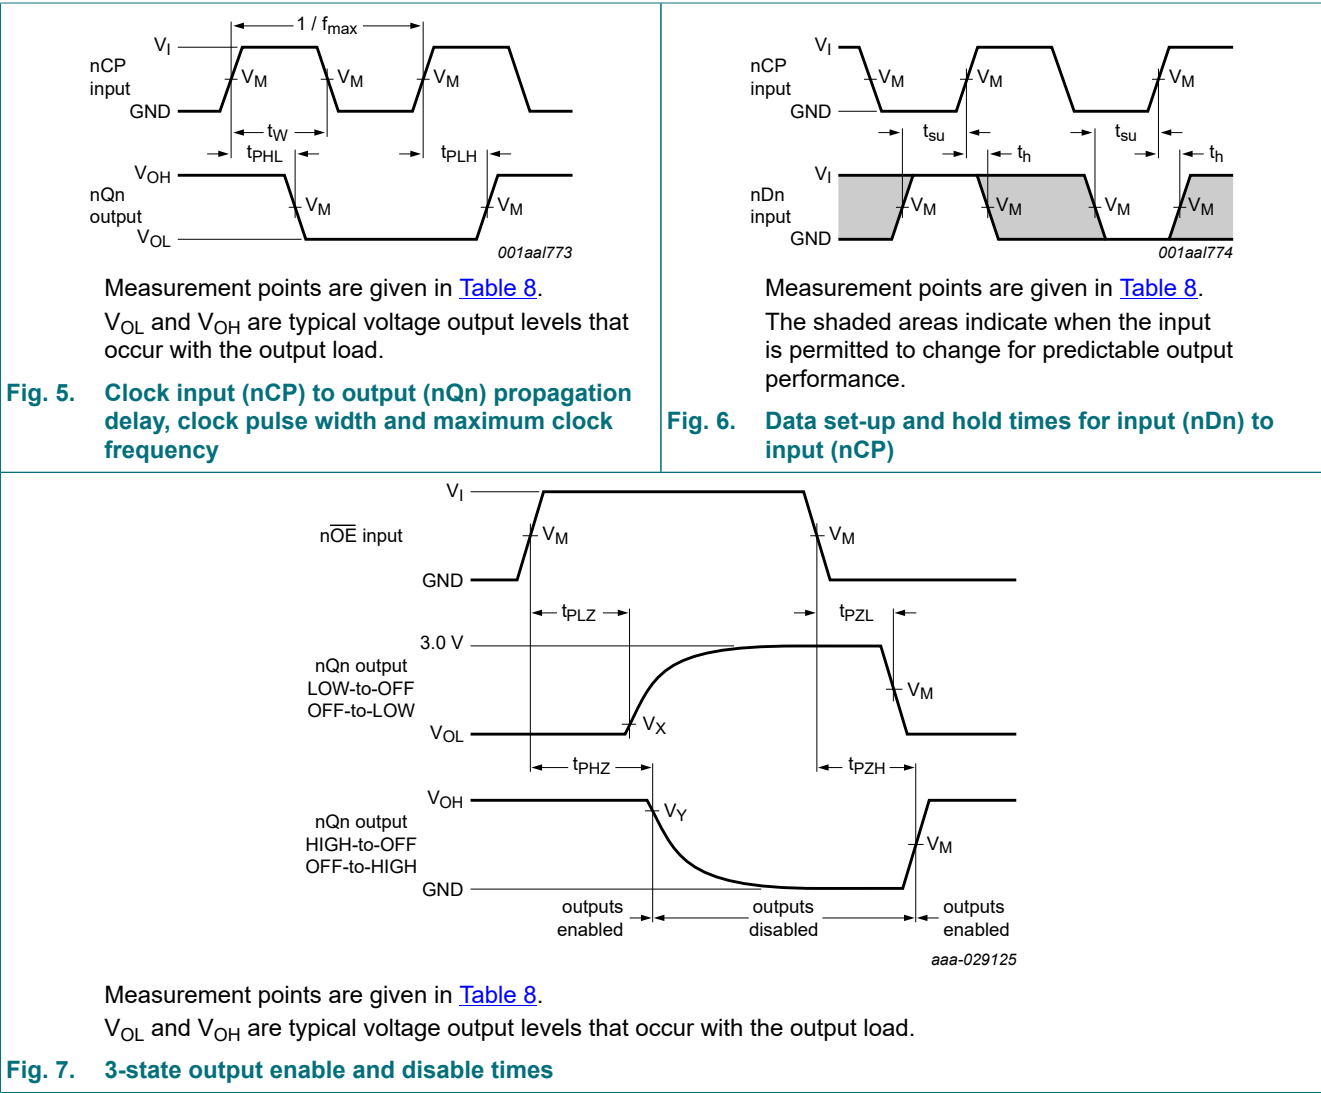 1 / fmax
VI
nCP
input
VM
VM
VM
GND
tW
tPHL
tPLH
VOH
nQn
output
VM
VM
VOL
001aal773
Measurement points are given in Table 8.
VOL and VOH are typical voltage output levels that
occur with the output load.
Fig. 5. Clock input (nCP) to output (nQn) propagation
delay, clock pulse width and maximum clock
frequency
VI
nCP
input
VM
VM
VM
GND
tsu
th
tsu
th
VI
nDn
input
VM
VM
VM
VM
GND
001aal774
Measurement points are given in Table 8.
The shaded areas indicate when the input
is permitted to change for predictable output
performance.
Fig. 6. Data set-up and hold times for input (nDn) to
input (nCP)
VI
nO̅E̅ input
VM
VM
GND
tPLZ
tPZL
3.0 V
nQn output
LOW-to-OFF
OFF-to-LOW
VM
VX
VOL
tPHZ
tPZH
VOH
VY
nQn output
HIGH-to-OFF
OFF-to-HIGH
VM
GND
outputs
enabled
outputs
disabled
outputs
enabled
aaa-029125
Measurement points are given in Table 8.
VOL and VOH are typical voltage output levels that occur with the output load.
Fig. 7. 3-state output enable and disable times